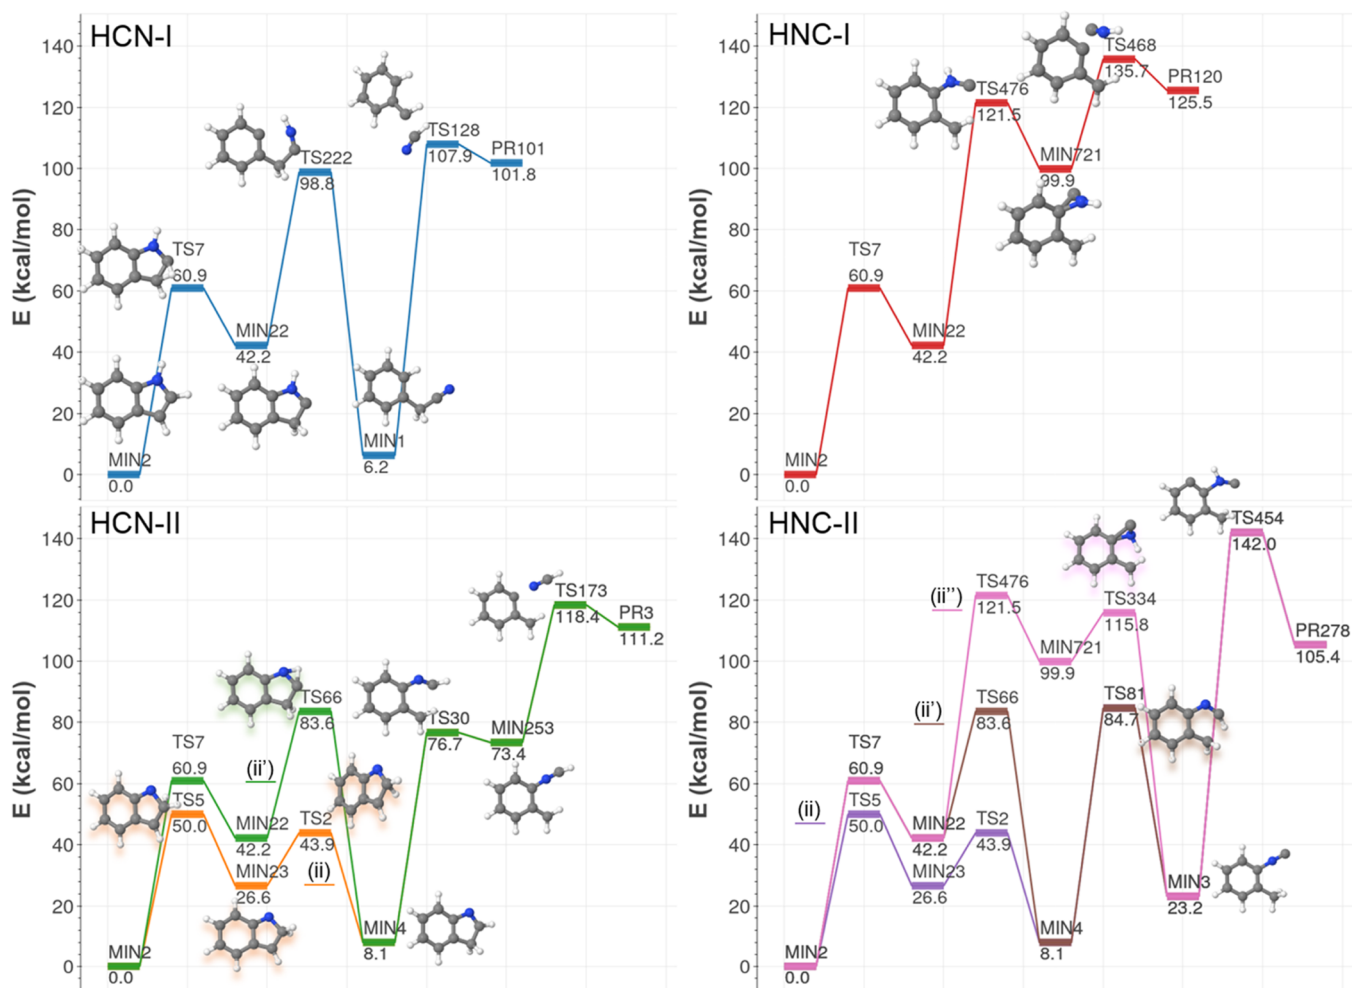 HCN-I
E (kcal/mol)
140
120
100
80
60
40
20
0
MIN2
0.0
TS7
60.9
MIN22
42.2
TS222
98.8
MIN1
6.2
TS128
107.9
PR101
101.8
HNC-I
E (kcal/mol)
140
120
100
80
60
40
20
0
MIN2
0.0
TS7
60.9
MIN22
42.2
TS476
121.5
MIN721
99.9
TS468
135.7
PR120
125.5
HCN-II
E (kcal/mol)
140
120
100
80
60
40
20
0
MIN2
0.0
TS7
60.9
TS5
50.0
MIN22
42.2
MIN23
26.6
(ii')
TS66
83.6
TS2
43.9
(ii)
MIN4
8.1
TS30
76.7
MIN253
73.4
TS173
118.4
PR3
111.2
HNC-II
E (kcal/mol)
140
120
100
80
60
40
20
0
MIN2
0.0
(ii)
TS7
60.9
TS5
50.0
MIN22
42.2
MIN23
26.6
(ii'')
(ii')
TS476
121.5
TS66
83.6
TS2
43.9
MIN721
99.9
MIN4
8.1
TS334
115.8
TS81
84.7
MIN3
23.2
TS454
142.0
PR278
105.4